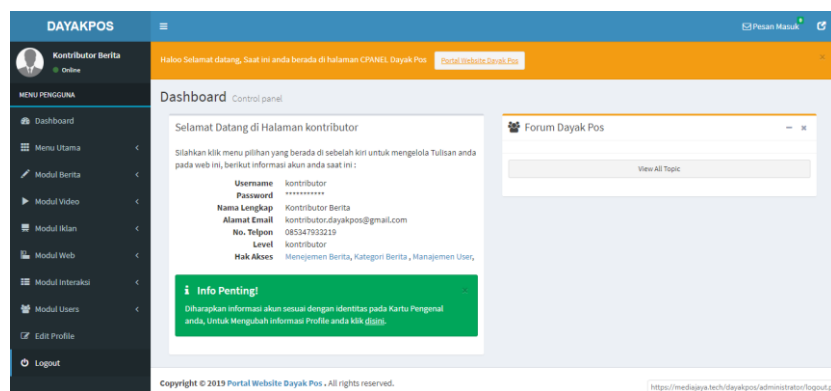 DAYAKPOS
Pesan Masuk 0
Kontributor Berita
Online
Haloo Selamat datang, Saat ini anda berada di halaman CPANEL Dayak Pos Portal Website Dayak Pos ×
MENU PENGGUNA
Dashboard
Menu Utama
Modul Berita
Modul Video
Modul Iklan
Modul Web
Modul Interaksi
Modul Users
Edit Profile
Logout
Dashboard Control panel
Selamat Datang di Halaman kontributor
Silahkan klik menu pilihan yang berada di sebelah kiri untuk mengelola Tulisan anda
pada web ini, berikut informasi akun anda saat ini :
Username kontributor
Password ***********
Nama Lengkap Kontributor Berita
Alamat Email kontributor.dayakpos@gmail.com
No. Telpon 085347933219
Level kontributor
Hak Akses Menejemen Berita, Kategori Berita , Manajemen User,
Info Penting! ×
Diharapkan informasi akun sesuai dengan identitas pada Kartu Pengenal
anda, Untuk Mengubah informasi Profile anda klik disini.
Forum Dayak Pos − ×
View All Topic
Copyright © 2019 Portal Website Dayak Pos . All rights reserved.
https://mediajaya.tech/dayakpos/administrator/logout.p